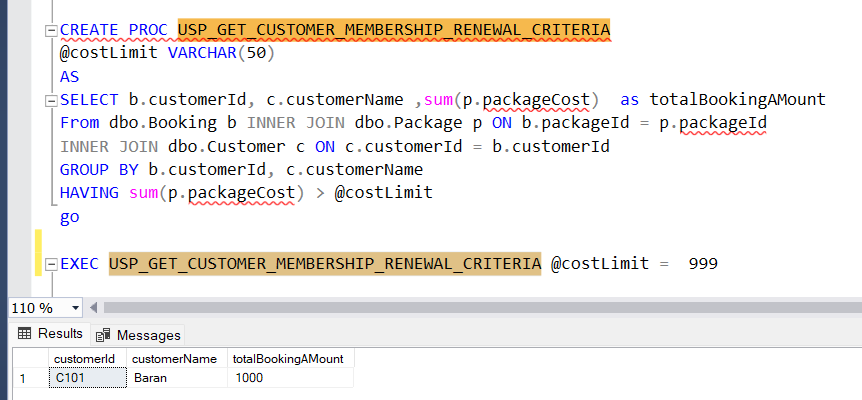 CREATE PROC USP_GET_CUSTOMER_MEMBERSHIP_RENEWAL_CRITERIA
@costLimit VARCHAR(50)
AS
SELECT b.customerId, c.customerName ,sum(p.packageCost)  as totalBookingAMount
From dbo.Booking b INNER JOIN dbo.Package p ON b.packageId = p.packageId
INNER JOIN dbo.Customer c ON c.customerId = b.customerId
GROUP BY b.customerId, c.customerName
HAVING sum(p.packageCost) > @costLimit
go
EXEC USP_GET_CUSTOMER_MEMBERSHIP_RENEWAL_CRITERIA @costLimit =  999
110 %
Results Messages
customerId customerName totalBookingAMount
1 C101 Baran 1000